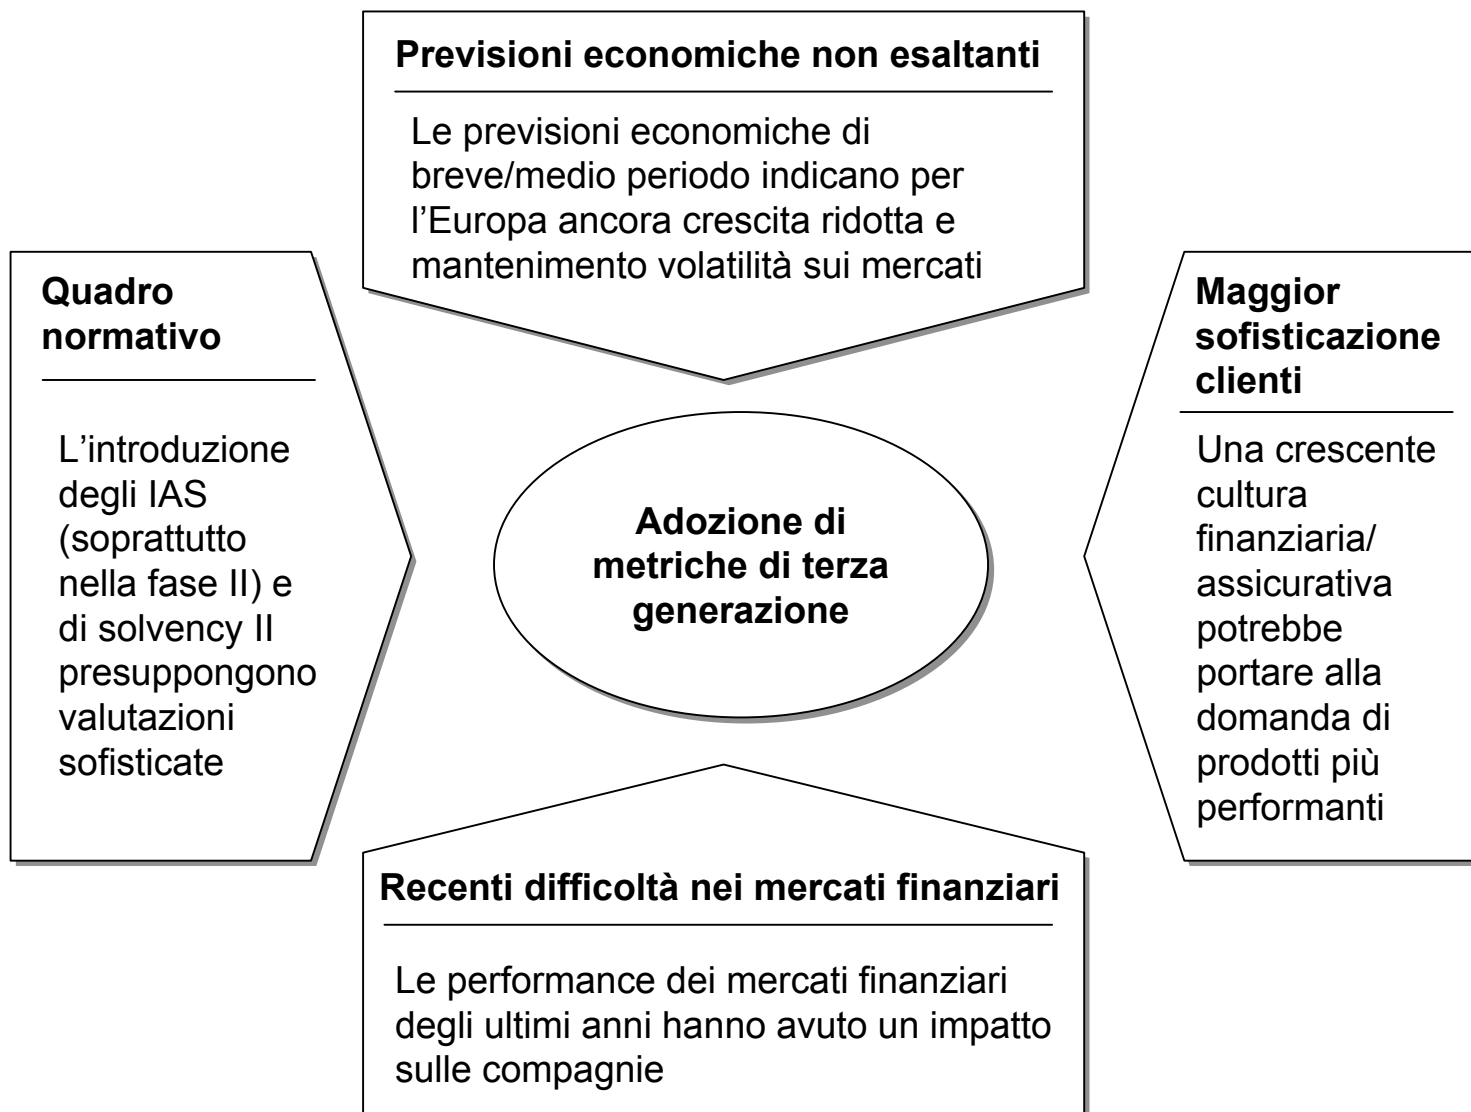 Previsioni economiche non esaltanti
Le previsioni economiche di
breve/medio periodo indicano per
l’Europa ancora crescita ridotta e
mantenimento volatilità sui mercati
Quadro
normativo
L’introduzione
degli IAS
(soprattutto
nella fase II) e
di solvency II
presuppongono
valutazioni
sofisticate
Adozione di
metriche di terza
generazione
Maggior
sofisticazione
clienti
Una crescente
cultura
finanziaria/
assicurativa
potrebbe
portare alla
domanda di
prodotti più
performanti
Recenti difficoltà nei mercati finanziari
Le performance dei mercati finanziari
degli ultimi anni hanno avuto un impatto
sulle compagnie